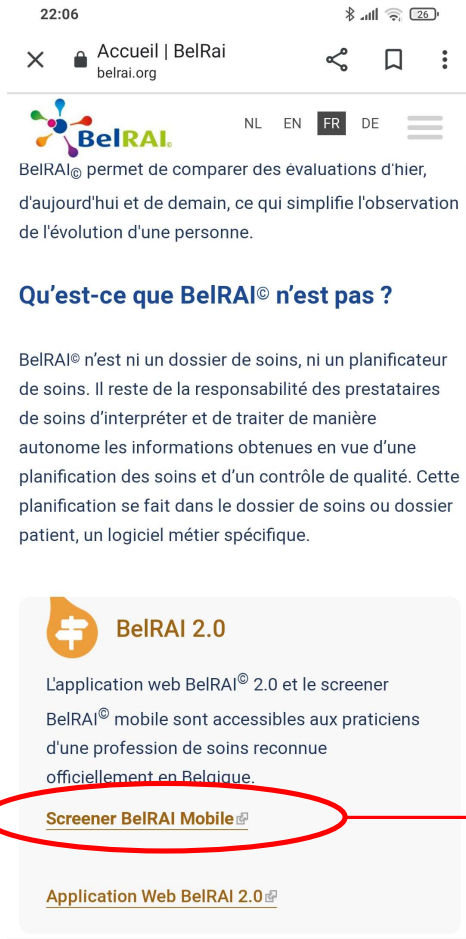 22:06
26
Accueil | BelRai
belrai.org
BelRAI©
NL EN FR DE
BelRAI© permet de comparer des évaluations d'hier,
d'aujourd'hui et de demain, ce qui simplifie l'observation
de l'évolution d'une personne.
Qu’est-ce que BelRAI© n’est pas ?
BelRAI© n’est ni un dossier de soins, ni un planificateur
de soins. Il reste de la responsabilité des prestataires
de soins d’interpréter et de traiter de manière
autonome les informations obtenues en vue d’une
planification des soins et d’un contrôle de qualité. Cette
planification se fait dans le dossier de soins ou dossier
patient, un logiciel métier spécifique.
BelRAI 2.0
L'application web BelRAI© 2.0 et le screener
BelRAI© mobile sont accessibles aux praticiens
d'une profession de soins reconnue
officiellement en Belgique.
Screener BelRAI Mobile
Application Web BelRAI 2.0